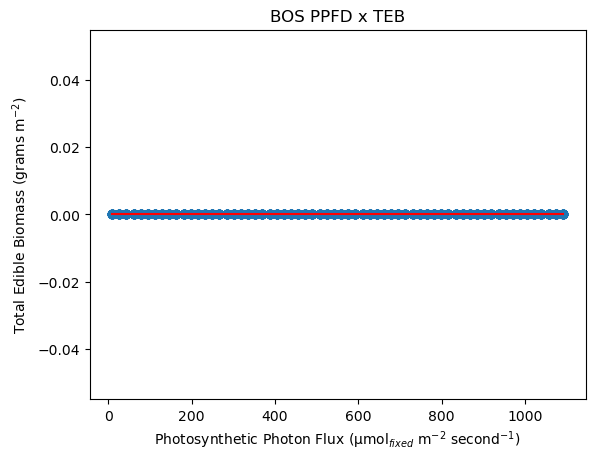 BOS PPFD x TEB
Total Edible Biomass (grams m⁻²)
0.04
0.02
0.00
−0.02
−0.04
0 200 400 600 800 1000
Photosynthetic Photon Flux (μmol_fixed m⁻² second⁻¹)